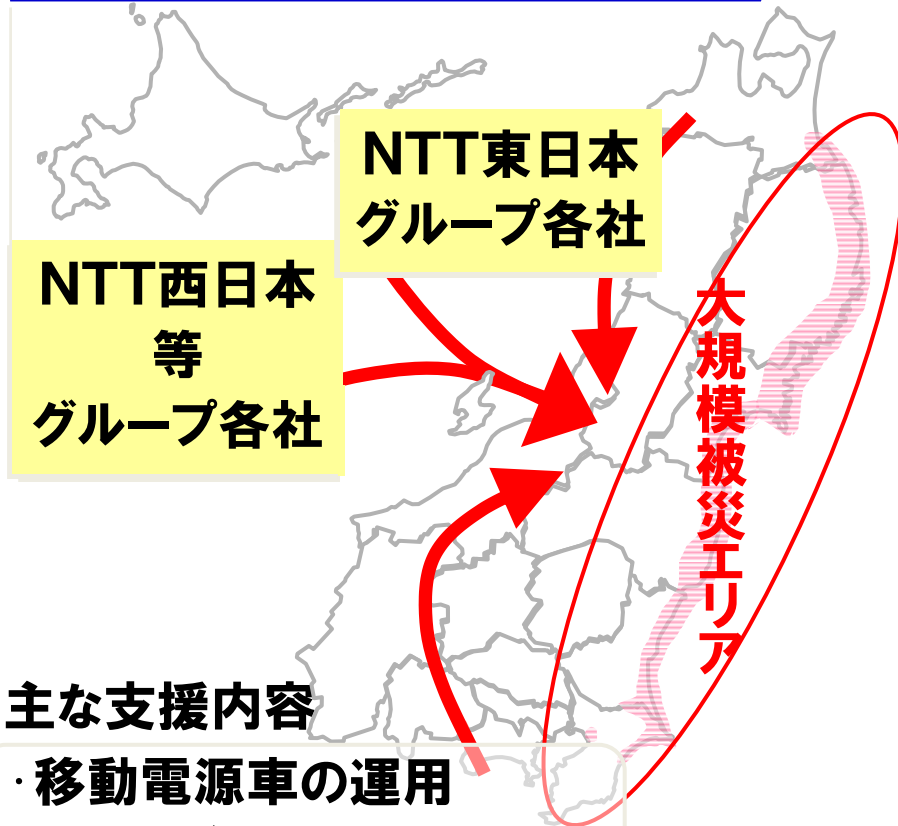 NTT東日本
グループ各社
NTT西日本
等
グループ各社
大規模被災エリア
主な支援内容
・移動電源車の運用